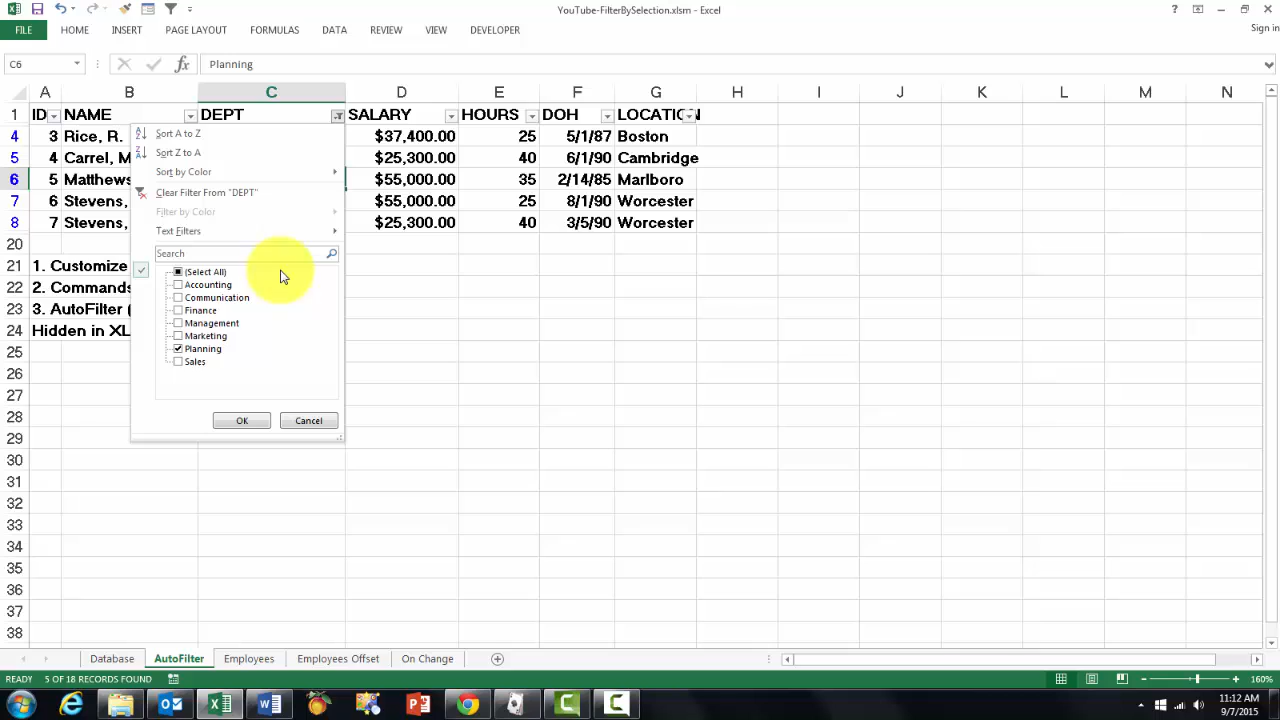 YouTube-FilterBySelection.xlsm - Excel
Sign in
FILE HOME INSERT PAGE LAYOUT FORMULAS DATA REVIEW VIEW DEVELOPER
C6 fx Planning
A B C D E F G H I J K L M N
1 ID NAME DEPT SALARY HOURS DOH LOCATION
4 3 Rice, R. $37,400.00 25 5/1/87 Boston
5 4 Carrel, M $25,300.00 40 6/1/90 Cambridge
6 5 Matthews $55,000.00 35 2/14/85 Marlboro
7 6 Stevens, $55,000.00 25 8/1/90 Worcester
8 7 Stevens, $25,300.00 40 3/5/90 Worcester
20
21 1. Customize
22 2. Commands
23 3. AutoFilter (
24 Hidden in XL
25
26
27
28
29
30
31
32
33
34
35
36
37
38
Sort A to Z
Sort Z to A
Sort by Color
Clear Filter From "DEPT"
Filter by Color
Text Filters
Search
(Select All)
Accounting
Communication
Finance
Management
Marketing
Planning
Sales
OK Cancel
Database AutoFilter Employees Employees Offset On Change
READY 5 OF 18 RECORDS FOUND 160%
11:12 AM
9/7/2015